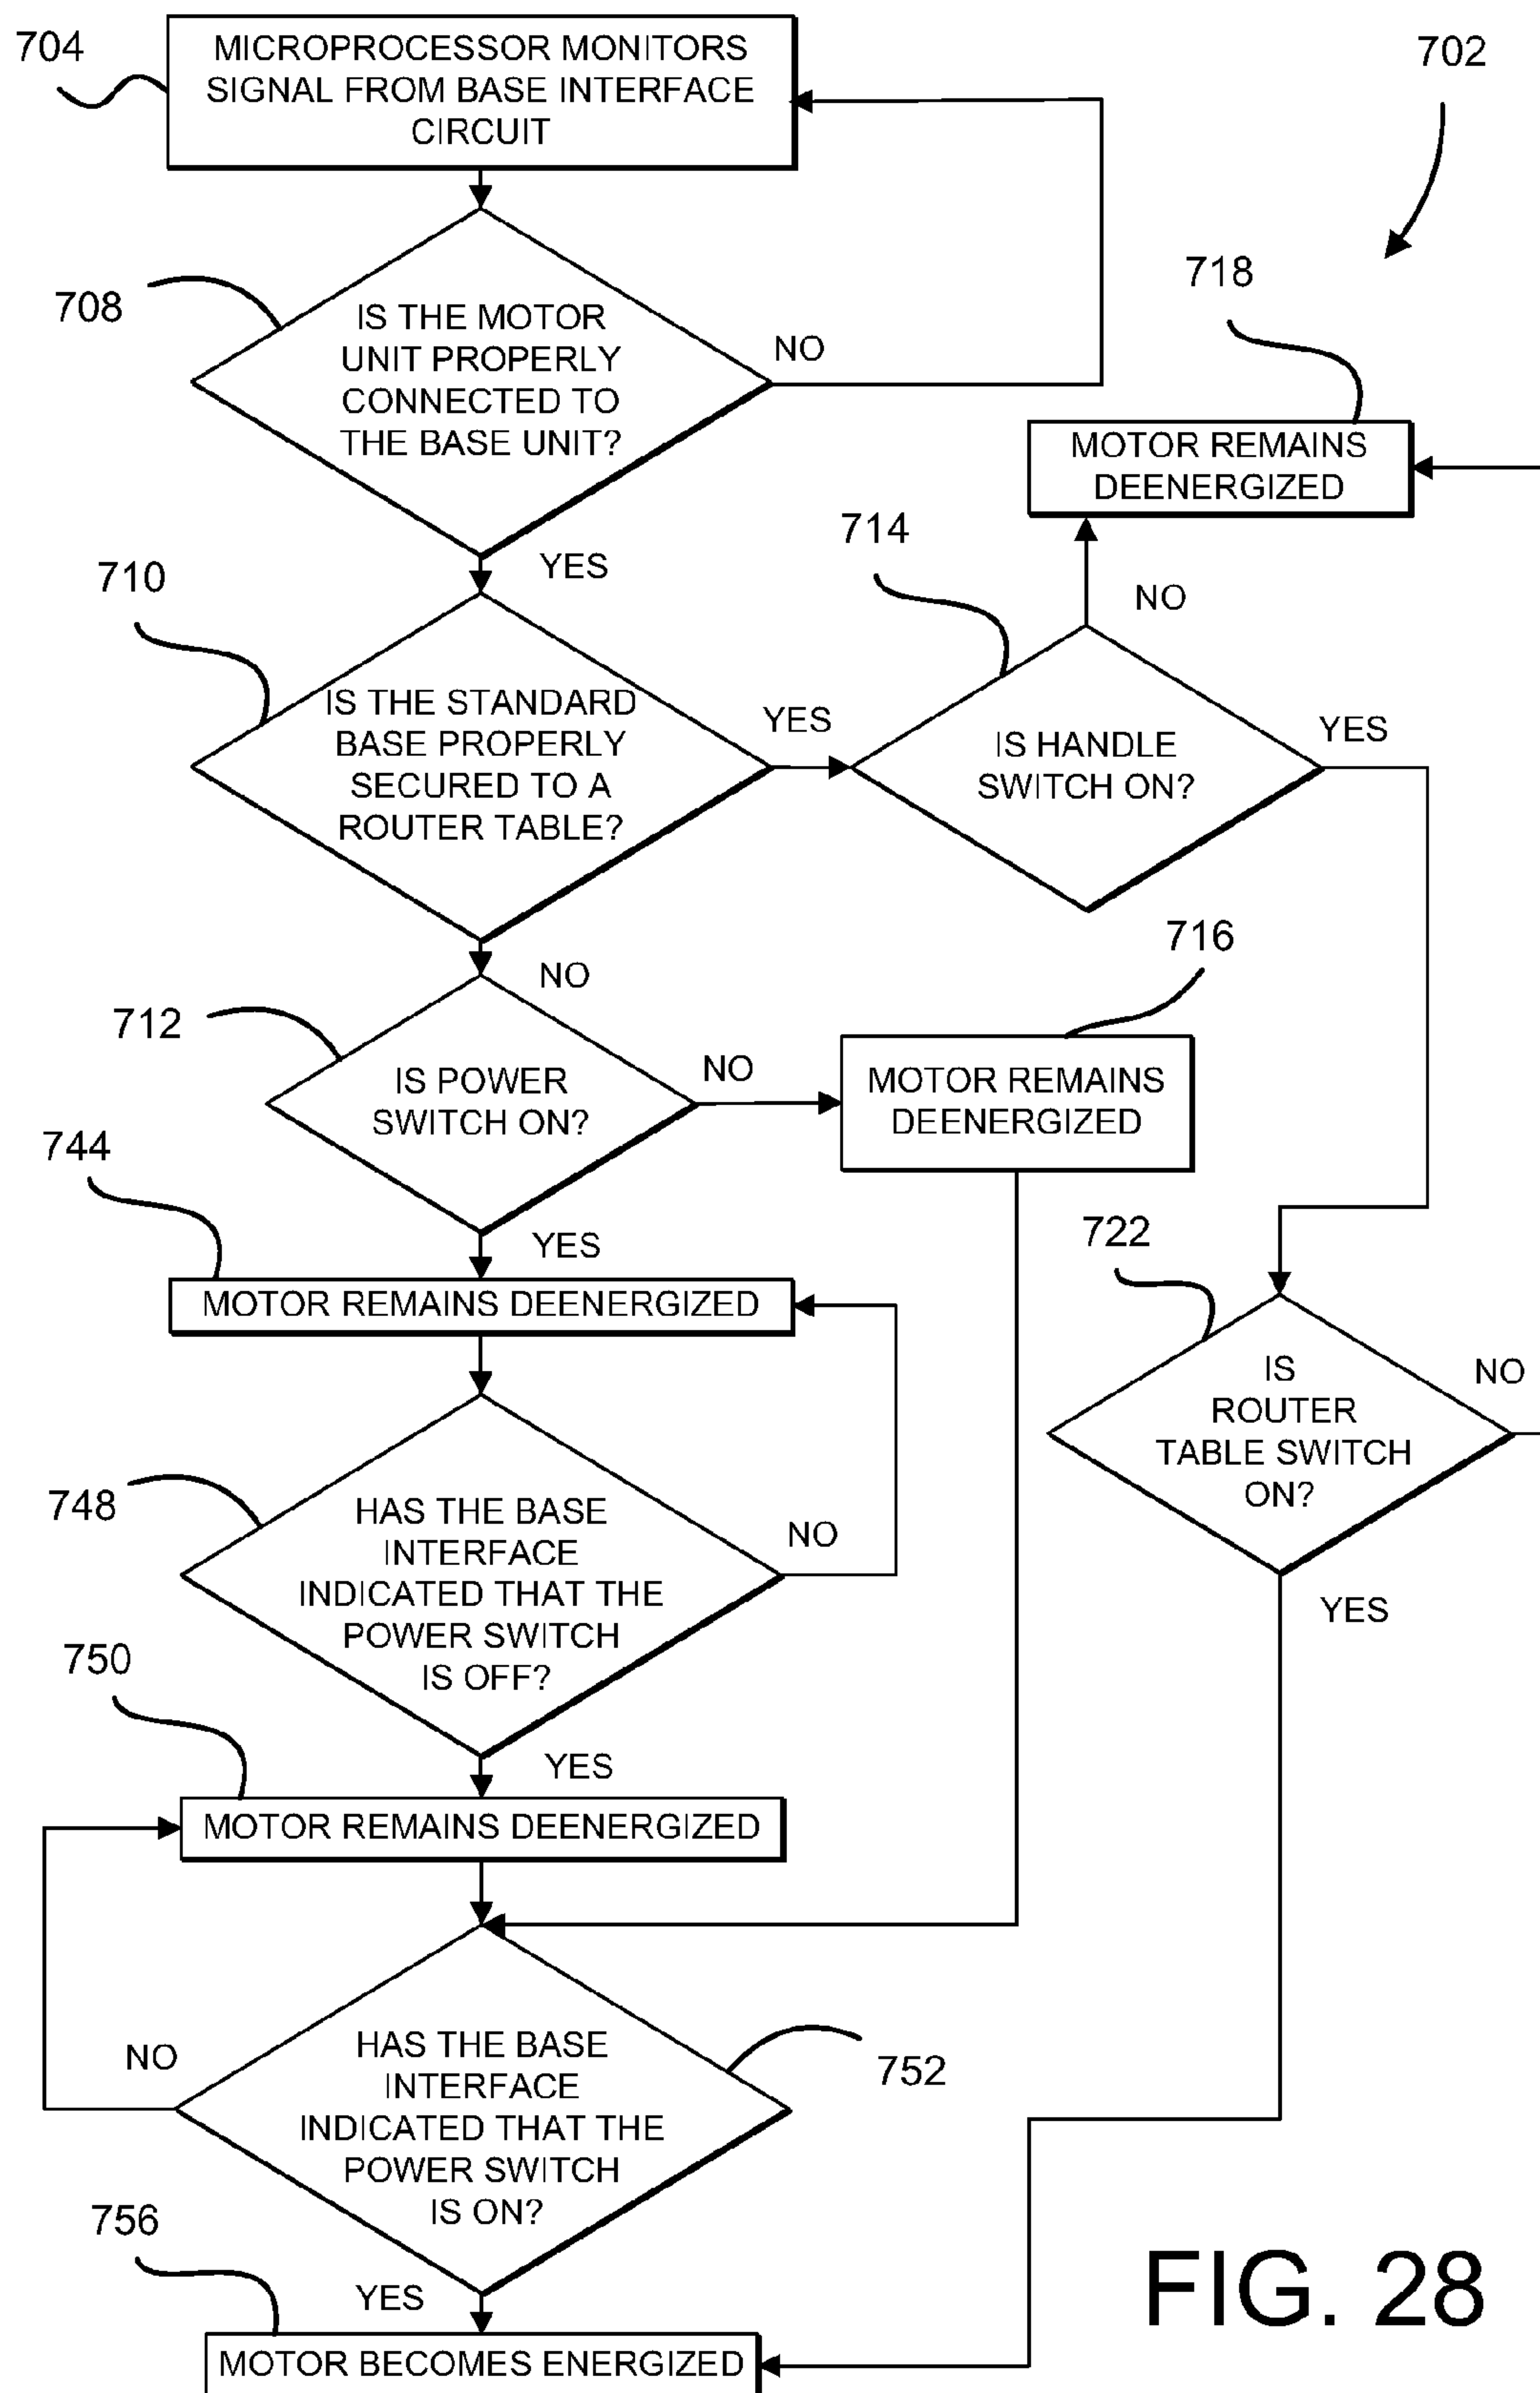 704
MICROPROCESSOR MONITORS
SIGNAL FROM BASE INTERFACE
CIRCUIT
702
708
IS THE MOTOR
UNIT PROPERLY
CONNECTED TO
THE BASE UNIT?
NO
718
MOTOR REMAINS
DEENERGIZED
YES
710
IS THE STANDARD
BASE PROPERLY
SECURED TO A
ROUTER TABLE?
YES
714
NO
IS HANDLE
SWITCH ON?
YES
NO
712
IS POWER
SWITCH ON?
NO
716
MOTOR REMAINS
DEENERGIZED
744
YES
MOTOR REMAINS DEENERGIZED
722
IS
ROUTER
TABLE SWITCH
ON?
NO
YES
748
HAS THE BASE
INTERFACE
INDICATED THAT THE
POWER SWITCH
IS OFF?
NO
750
YES
MOTOR REMAINS DEENERGIZED
NO
HAS THE BASE
INTERFACE
INDICATED THAT THE
POWER SWITCH
IS ON?
752
756
YES
MOTOR BECOMES ENERGIZED
FIG. 28